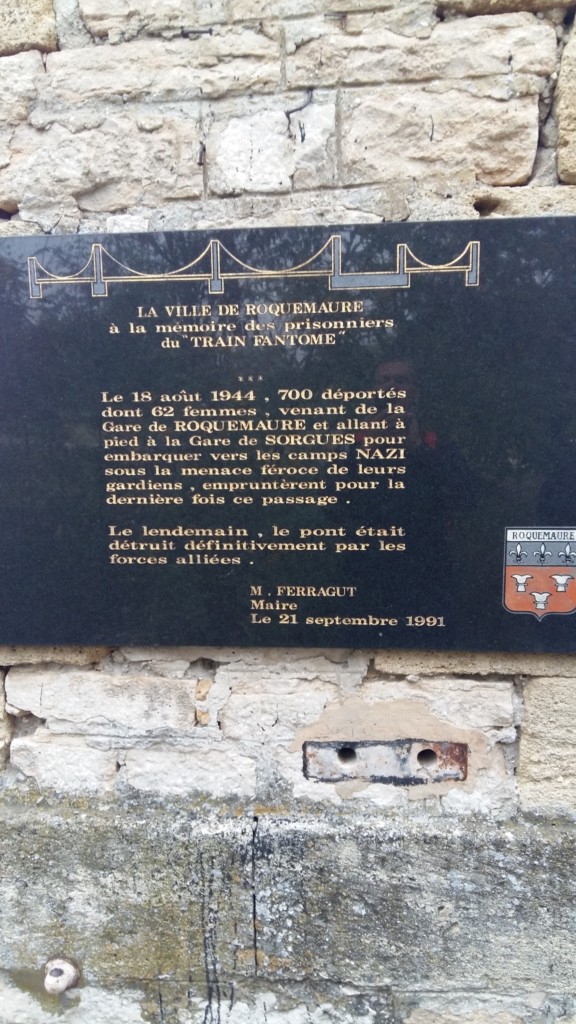 LA VILLE DE ROQUEMAURE
à la mémoire des prisonniers
du "TRAIN FANTOME"
***
Le 18 août 1944 , 700 déportés
dont 62 femmes , venant de la
Gare de ROQUEMAURE et allant à
pied à la Gare de SORGUES pour
embarquer vers les camps NAZI
sous la menace féroce de leurs
gardiens , empruntèrent pour la
dernière fois ce passage .
Le lendemain , le pont était
détruit définitivement par les
forces alliées .
M . FERRAGUT
Maire
Le 21 septembre 1991
ROQUEMAURE